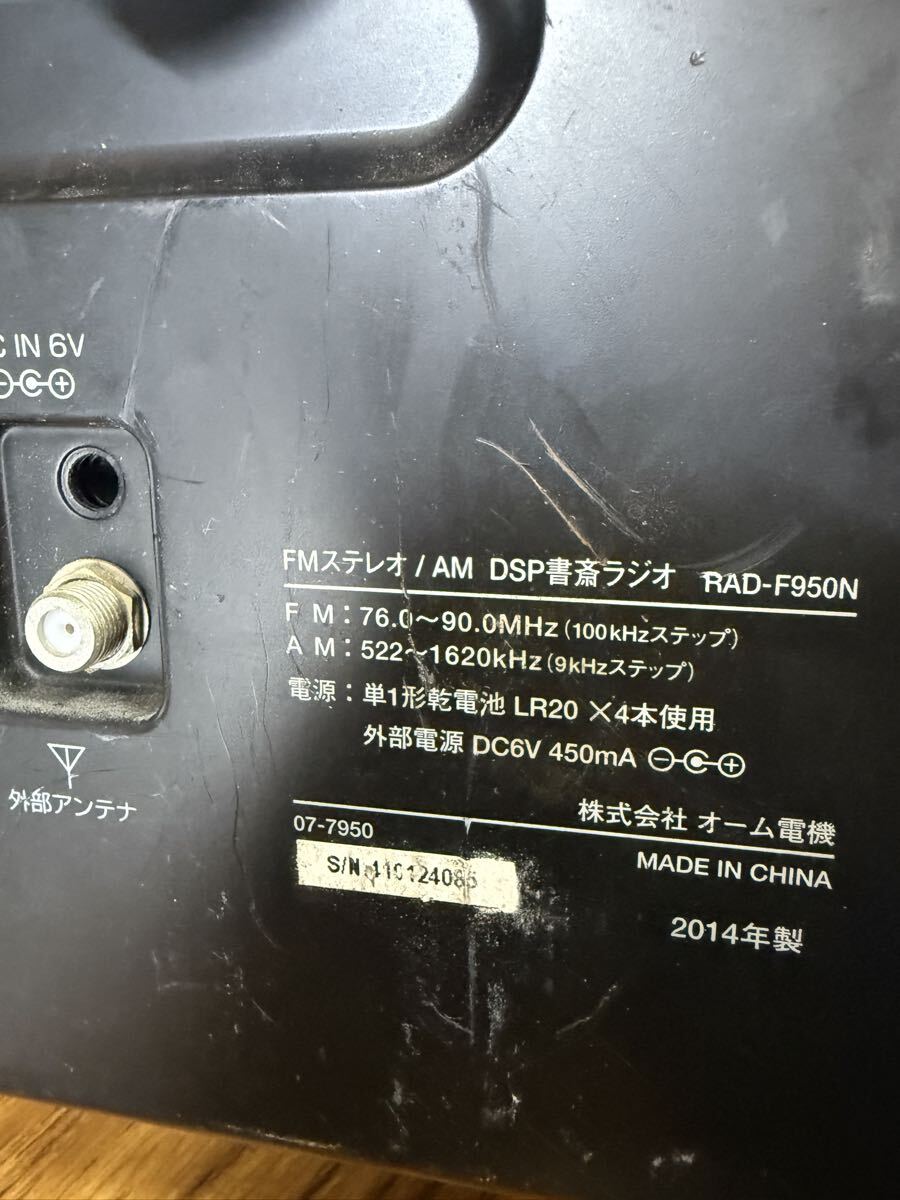 IN 6V
外部アンテナ
FMステレオ / AM DSP書斎ラジオ RAD-F950N
F M : 76.0～90.0MHz (100kHzステップ)
A M : 522～1620kHz (9kHzステップ)
電源 : 単1形乾電池 LR20 ×4本使用
外部電源 DC6V 450mA
株式会社 オーム電機
07-7950
MADE IN CHINA
S/N 110124085
2014年製